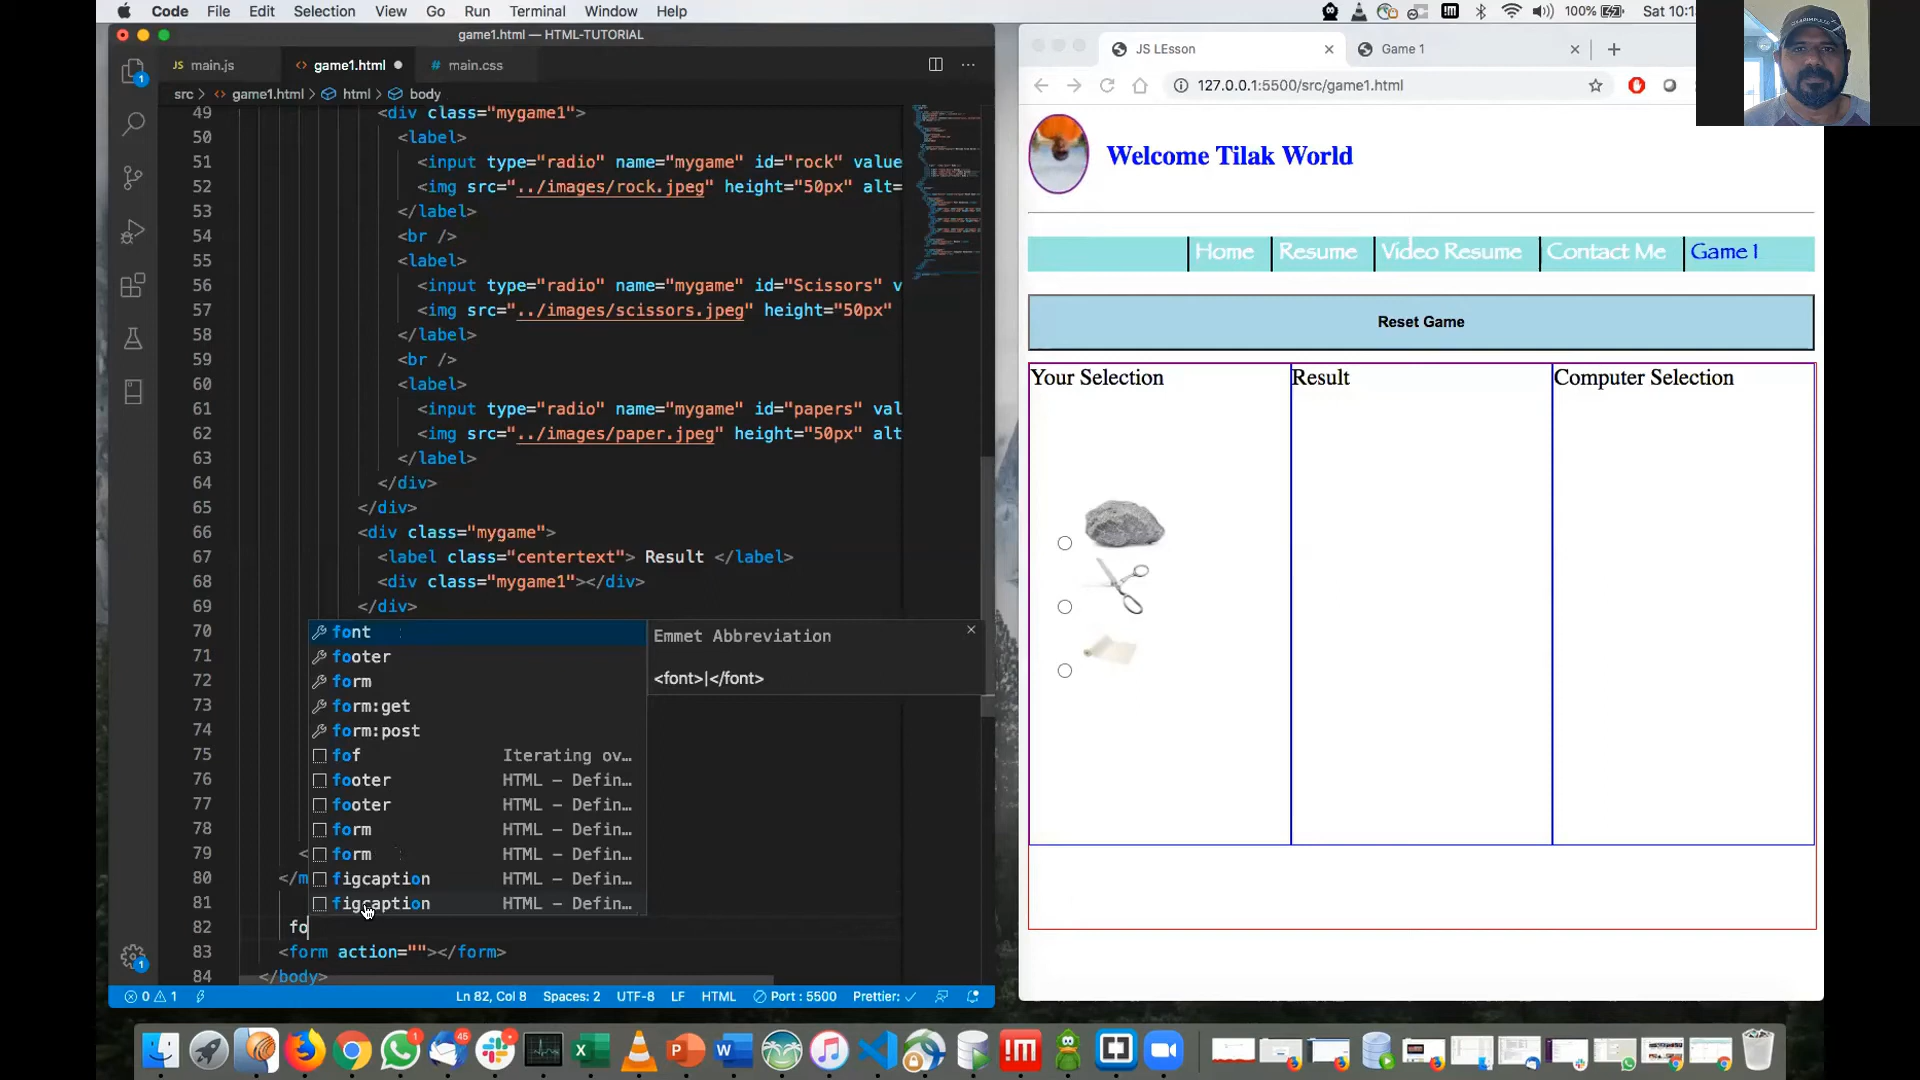 Code File Edit Selection View Go Run Terminal Window Help
100% Sat 10:1
game1.html — HTML-TUTORIAL
JS main.js
<> game1.html
# main.css
src > <> game1.html > html > body
49 <div class="mygame1">
50 <label>
51 <input type="radio" name="mygame" id="rock" value
52 <img src="../images/rock.jpeg" height="50px" alt=
53 </label>
54 <br />
55 <label>
56 <input type="radio" name="mygame" id="Scissors" v
57 <img src="../images/scissors.jpeg" height="50px"
58 </label>
59 <br />
60 <label>
61 <input type="radio" name="mygame" id="papers" val
62 <img src="../images/paper.jpeg" height="50px" alt
63 </label>
64 </div>
65 </div>
66 <div class="mygame">
67 <label class="centertext"> Result </label>
68 <div class="mygame1"></div>
69 </div>
70
71
72
73
74
75
76
77
78
79 <
80 </m
81
82 fo
83 <form action=""></form>
84 </body>
font
footer
form
form:get
form:post
fof Iterating ov…
footer HTML – Defin…
footer HTML – Defin…
form HTML – Defin…
form HTML – Defin…
figcaption HTML – Defin…
figcaption HTML – Defin…
Emmet Abbreviation
<font>|</font>
0 1
Ln 82, Col 8 Spaces: 2 UTF-8 LF HTML Port : 5500 Prettier: ✓
1
1
JS LEsson
Game 1
127.0.0.1:5500/src/game1.html
Welcome Tilak World
Home Resume Video Resume Contact Me Game 1
Reset Game
Your Selection
Result
Computer Selection
45
X
P
W
!M